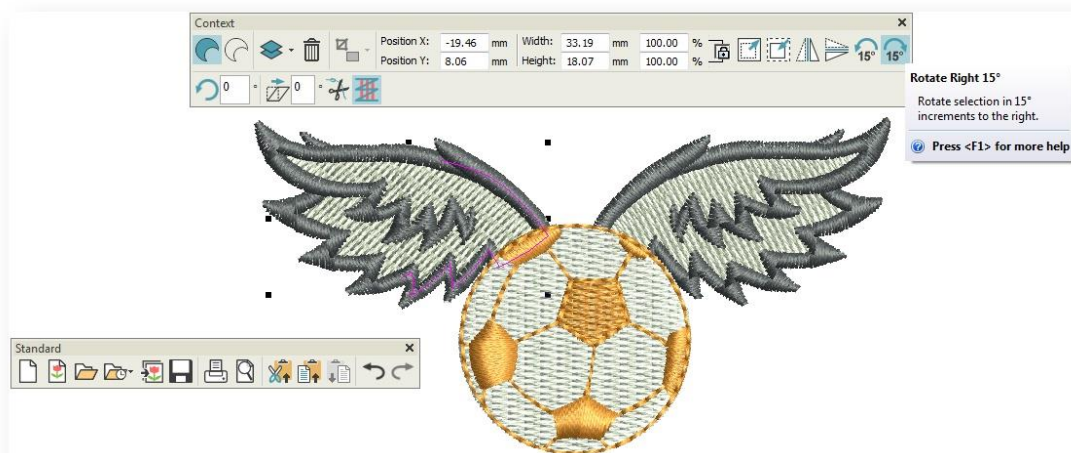 Context
Position X: -19.46 mm Width: 33.19 mm 100.00 %
Position Y: 8.06 mm Height: 18.07 mm 100.00 %
15° 15°
0 ° 0 °
Rotate Right 15°
Rotate selection in 15°
increments to the right.
Press <F1> for more help
Standard